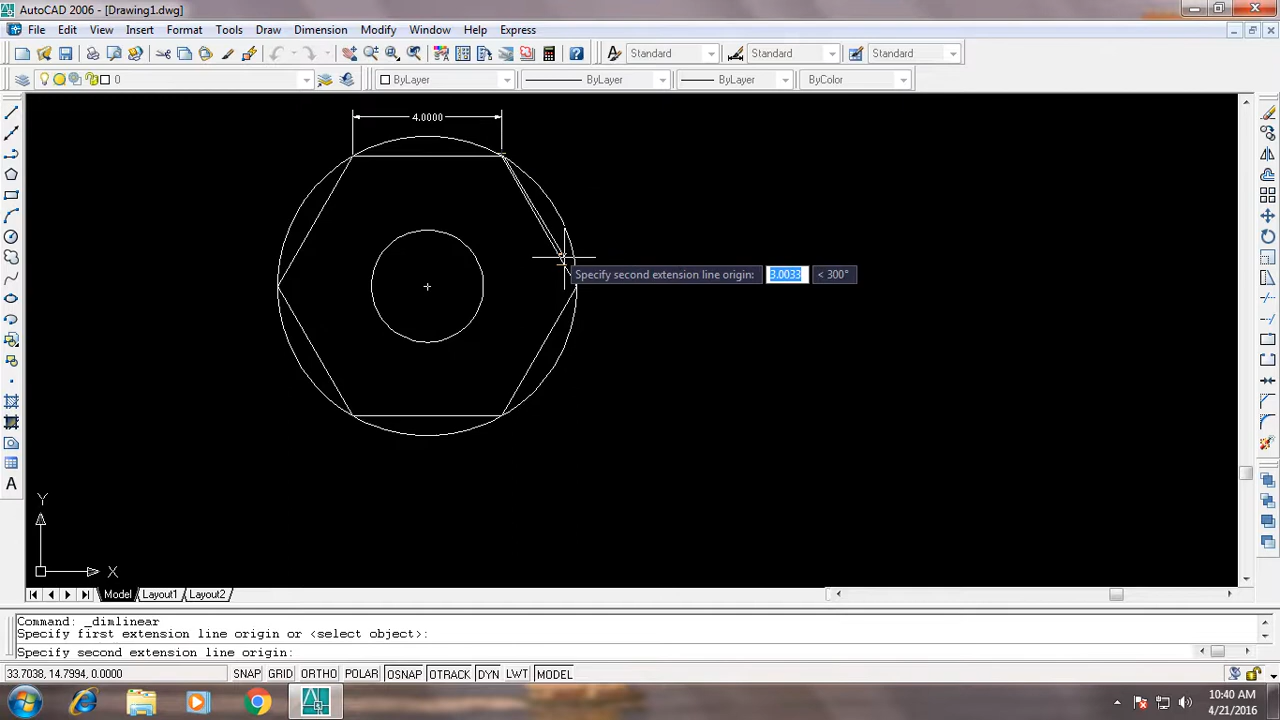 AutoCAD 2006 - [Drawing1.dwg]
File Edit View Insert Format Tools Draw Dimension Modify Window Help Express
Standard Standard Standard
0 ByLayer ByLayer ByLayer ByColor
4.0000
Specify second extension line origin: 3.0033 < 300°
Y
X
Model Layout1 Layout2
Command: _dimlinear
Specify first extension line origin or <select object>:
Specify second extension line origin:
33.7038, 14.7994, 0.0000 SNAP GRID ORTHO POLAR OSNAP OTRACK DYN LWT MODEL
10:40 AM
4/21/2016